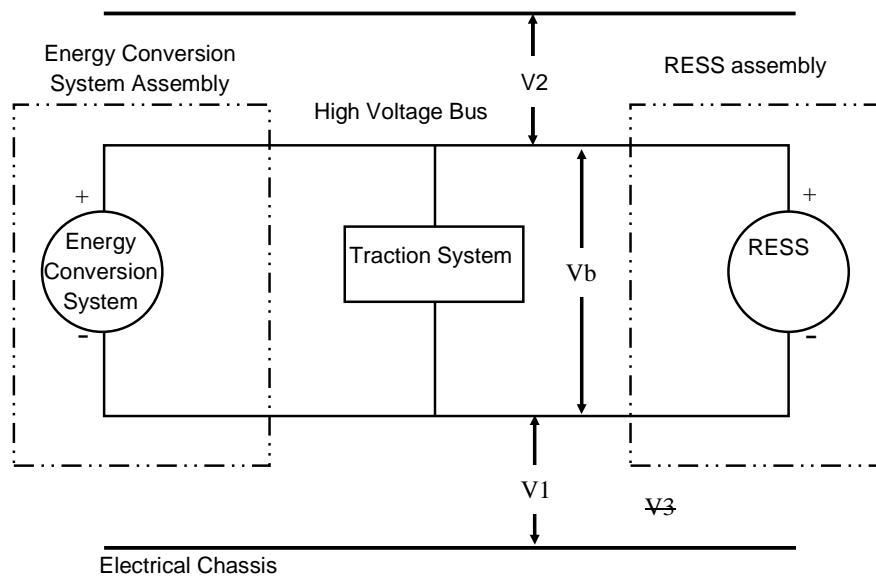 Energy Conversion
System Assembly
V2
RESS assembly
High Voltage Bus
+
+
Energy
Conversion
System
Traction System
Vb
RESS
-
-
V1
V3
Electrical Chassis